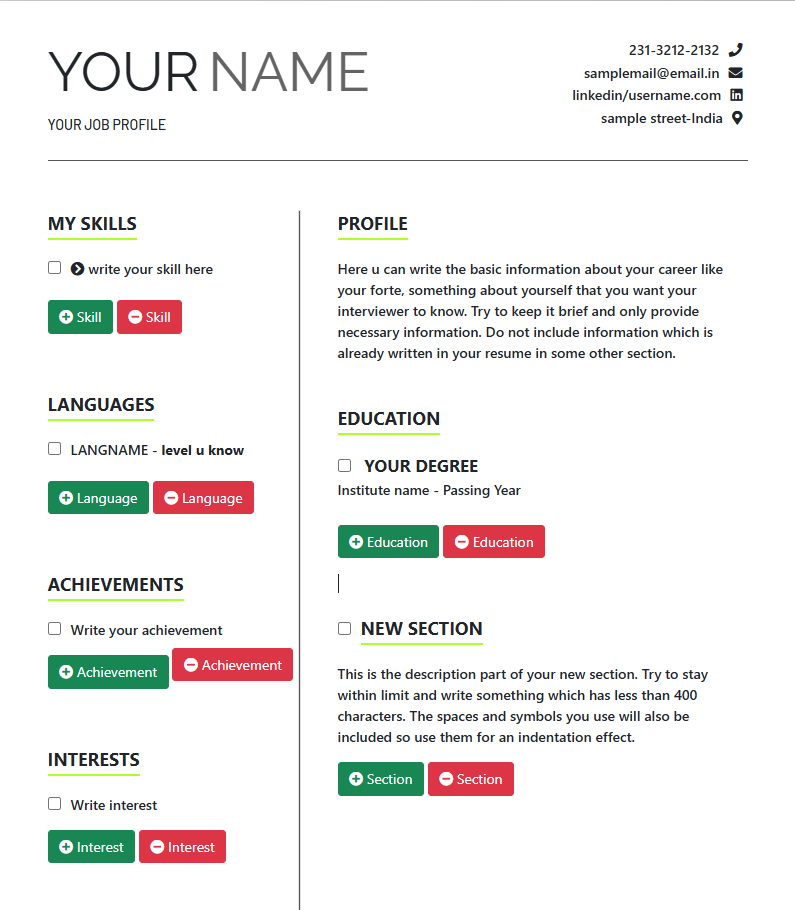 YOUR NAME
YOUR JOB PROFILE
231-3212-2132
samplemail@email.in
linkedin/username.com
sample street-India
MY SKILLS
write your skill here
Skill Skill
LANGUAGES
LANGNAME - level u know
Language Language
ACHIEVEMENTS
Write your achievement
Achievement Achievement
INTERESTS
Write interest
Interest Interest
PROFILE
Here u can write the basic information about your career like
your forte, something about yourself that you want your
interviewer to know. Try to keep it brief and only provide
necessary information. Do not include information which is
already written in your resume in some other section.
EDUCATION
YOUR DEGREE
Institute name - Passing Year
Education Education
NEW SECTION
This is the description part of your new section. Try to stay
within limit and write something which has less than 400
characters. The spaces and symbols you use will also be
included so use them for an indentation effect.
Section Section